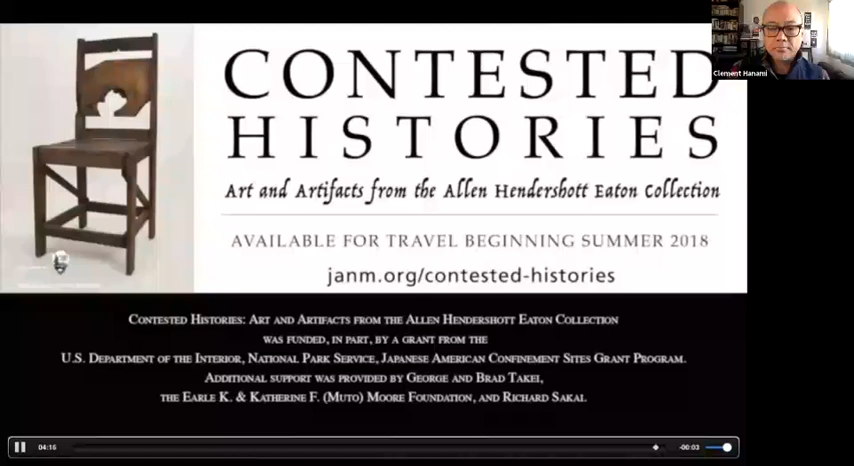 CONTESTED
HISTORIES
Art and Artifacts from the Allen Hendershott Eaton Collection
AVAILABLE FOR TRAVEL BEGINNING SUMMER 2018
janm.org/contested-histories
CONTESTED HISTORIES: ART AND ARTIFACTS FROM THE ALLEN HENDERSHOTT EATON COLLECTION
WAS FUNDED, IN PART, BY A GRANT FROM THE
U.S. DEPARTMENT OF THE INTERIOR, NATIONAL PARK SERVICE, JAPANESE AMERICAN CONFINEMENT SITES GRANT PROGRAM.
ADDITIONAL SUPPORT WAS PROVIDED BY GEORGE AND BRAD TAKEI,
THE EARLE K. & KATHERINE F. (MUTO) MOORE FOUNDATION, AND RICHARD SAKAI.
Clement Hanami
04:16
-00:03